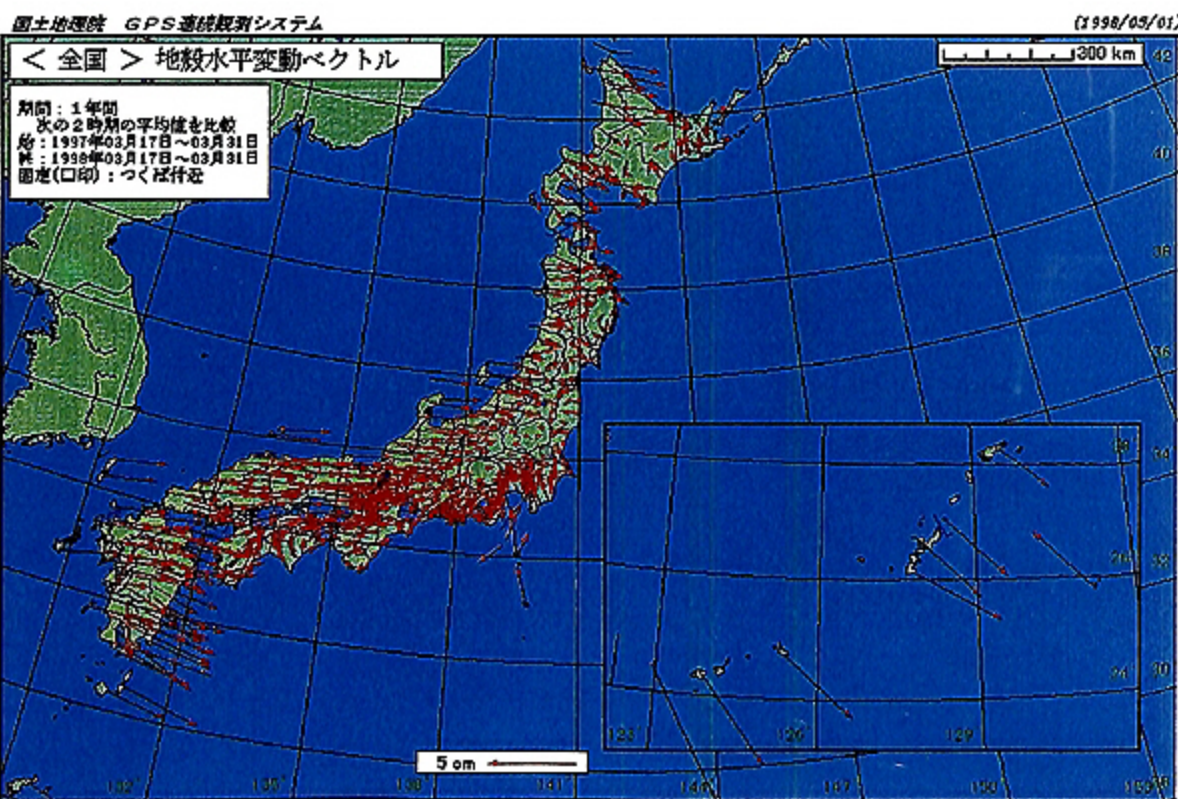 国土地理院 GPS連続観測システム
(1998/05/01)
< 全国 > 地殻水平変動ベクトル
300 km
期間:1年間
次の2時期の平均値を比較
始:1997年03月17日~03月31日
終:1998年03月17日~03月31日
固定(口印):つくば付近
42
40
38
36
34
32
30
26
24
123°
126°
129°
5 cm
132°
135°
138°
141°
144°
147°
150°